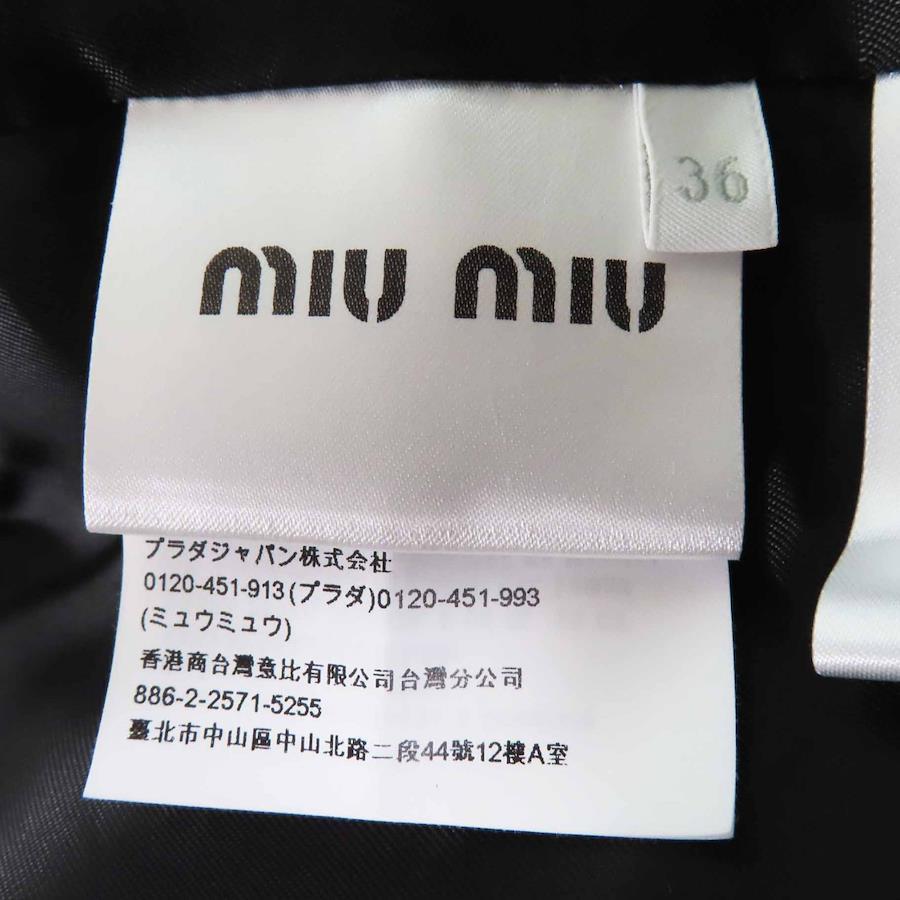 36
miu miu
プラダジャパン株式会社
0120-451-913(プラダ)0120-451-993
(ミュウミュウ)
香港商台灣意比有限公司台灣分公司
886-2-2571-5255
臺北市中山區中山北路二段44號12樓A室